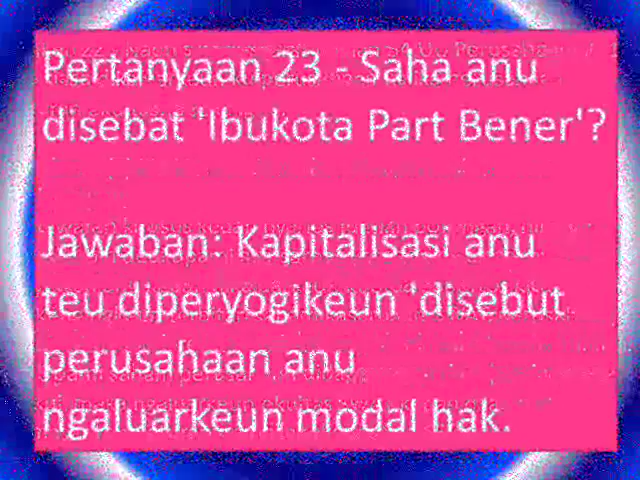 Pertanyaan 23 - Saha anu
disebat 'Ibukota Part Bener'?
Jawaban: Kapitalisasi anu
teu diperyogikeun 'disebut
perusahaan anu
ngaluarkeun modal hak.